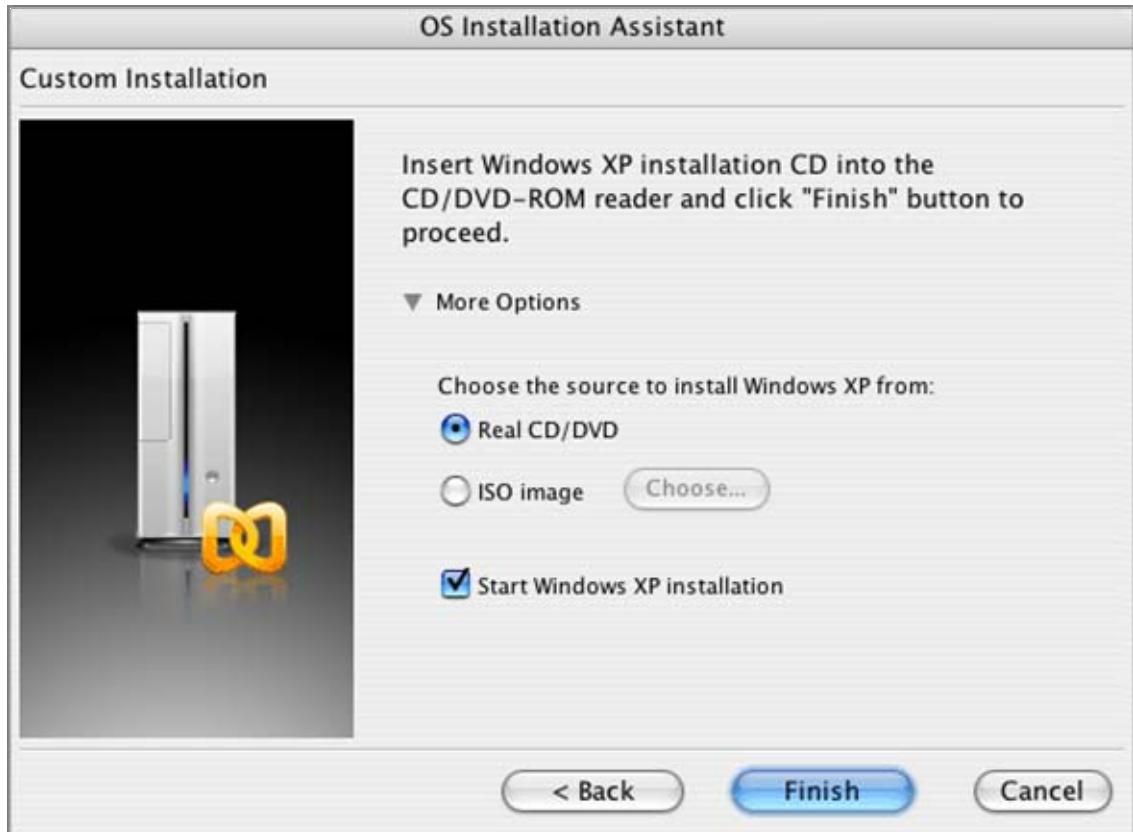 OS Installation Assistant
Custom Installation
Insert Windows XP installation CD into the
CD/DVD-ROM reader and click "Finish" button to
proceed.
More Options
Choose the source to install Windows XP from:
Real CD/DVD
ISO image
Choose...
Start Windows XP installation
< Back
Finish
Cancel